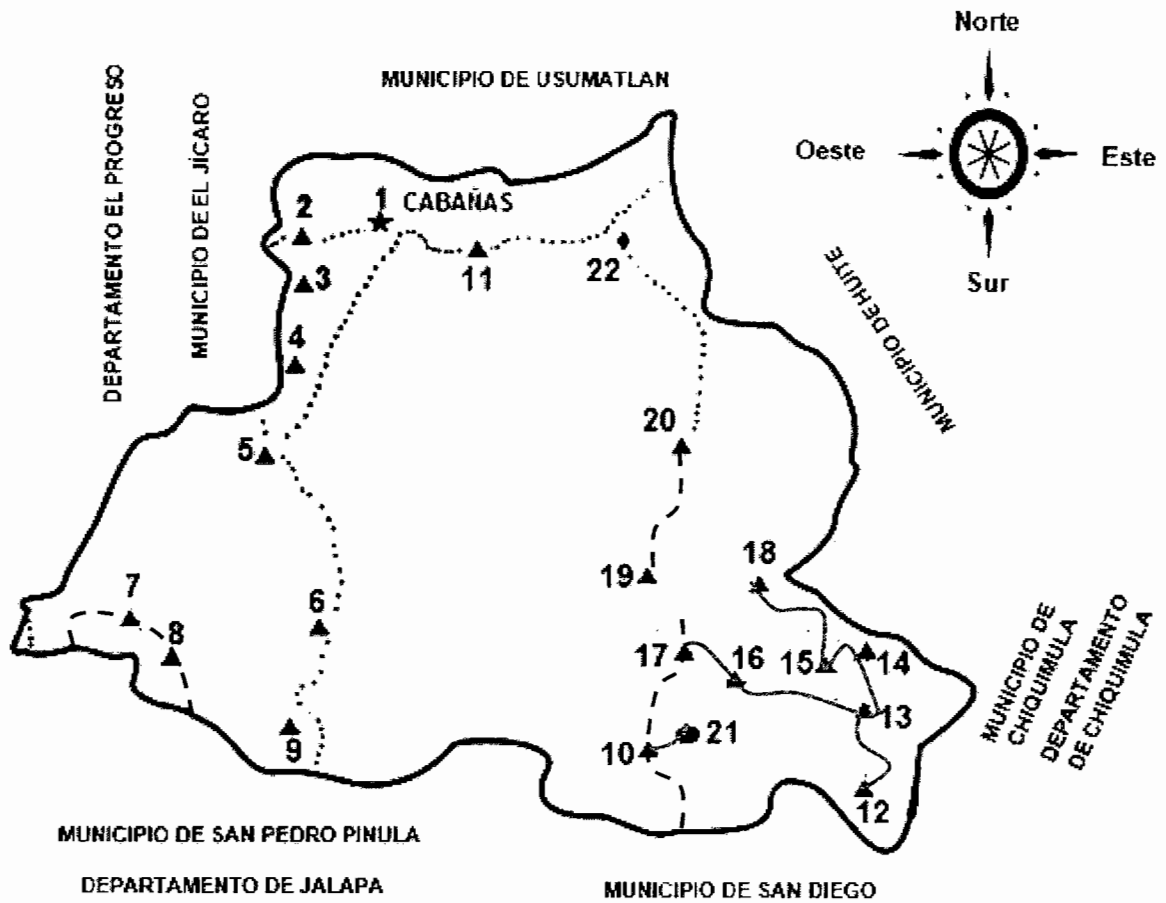 Norte
MUNICIPIO DE USUMATLAN
DEPARTAMENTO EL PROGRESO
MUNICIPIO DE EL JÍCARO
Oeste
Este
Sur
1
CABAÑAS
2
3
11
22
4
MUNICIPIO DE HUITE
5
20
18
19
7
6
8
17
16
15
14
13
9
10
21
12
MUNICIPIO DE
CHIQUIMULA
DEPARTAMENTO
DE CHIQUIMULA
MUNICIPIO DE SAN PEDRO PINULA
DEPARTAMENTO DE JALAPA
MUNICIPIO DE SAN DIEGO